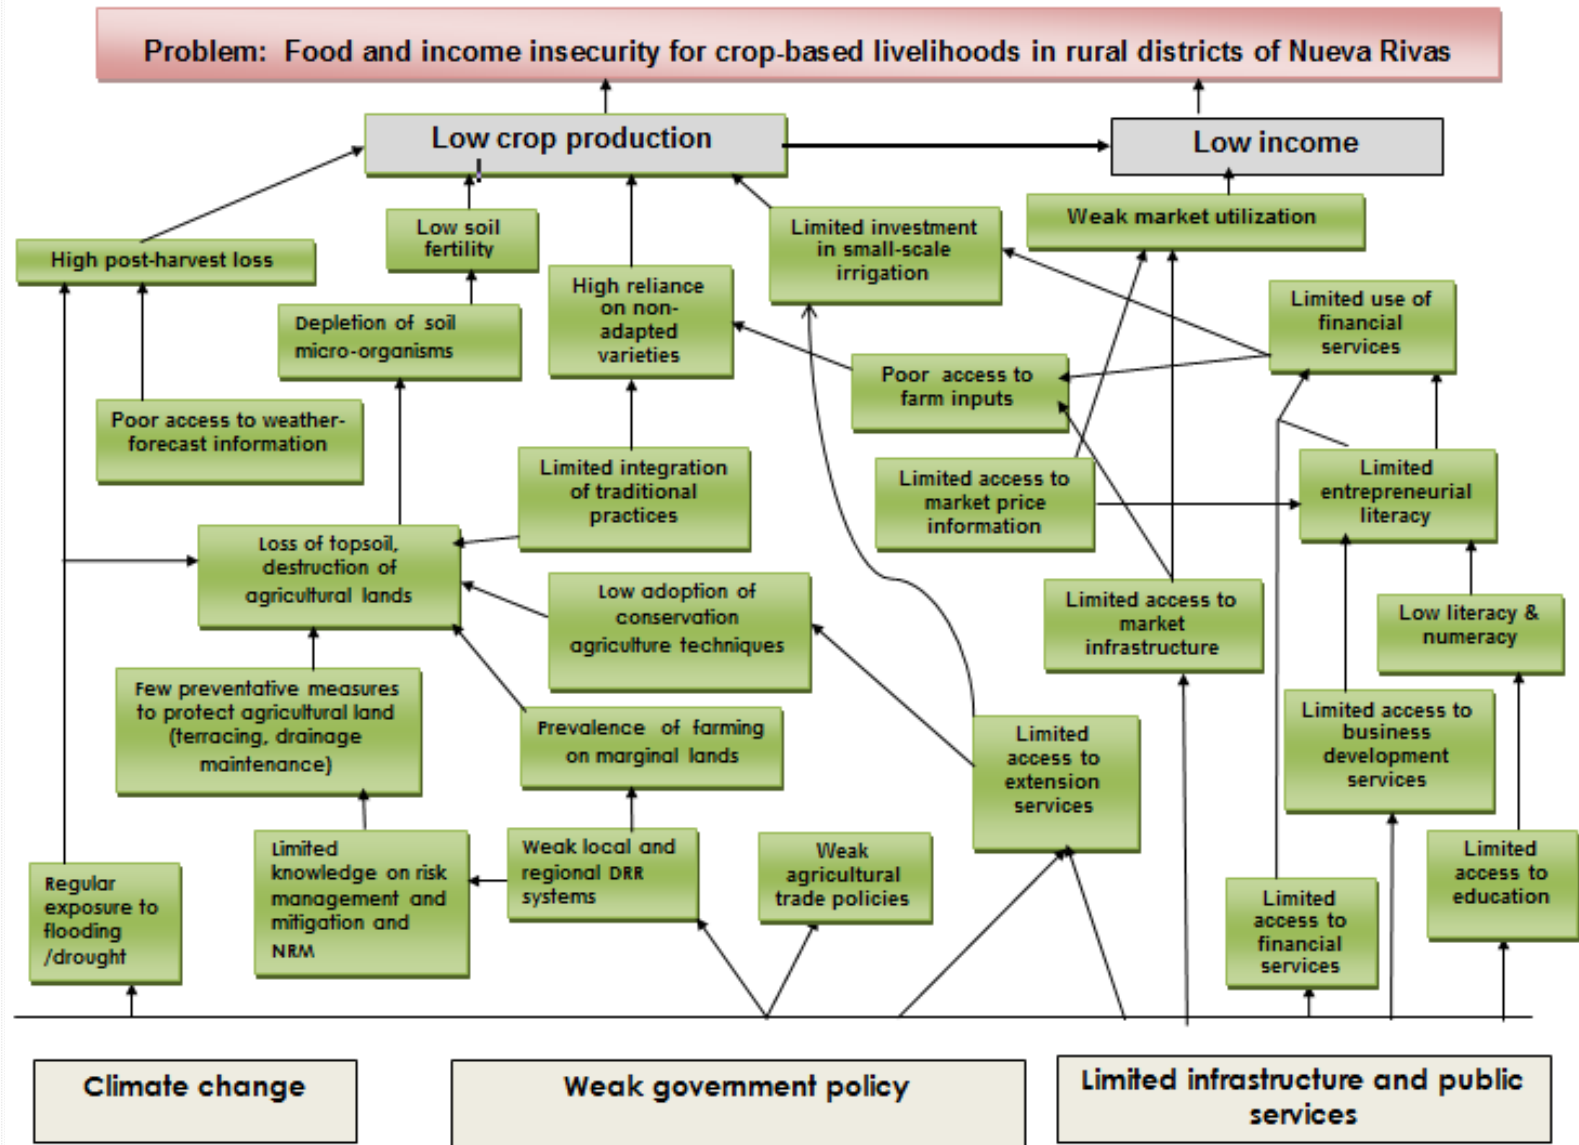 Problem:  Food and income insecurity for crop-based livelihoods in rural districts of Nueva Rivas
Low crop production
Low income
Weak market utilization
Low soil
fertility
Limited investment
in small-scale
irrigation
High post-harvest loss
High reliance
on non-
adapted
varieties
Limited use of
financial
services
Depletion of soil
micro-organisms
Poor access to
farm inputs
Poor access to weather-
forecast information
Limited integration
of traditional
practices
Limited access to
market price
information
Limited
entrepreneurial
literacy
Loss of topsoil,
destruction of
agricultural lands
Low adoption of
conservation
agriculture techniques
Limited access to
market
infrastructure
Low literacy &
numeracy
Few preventative measures
to protect agricultural land
(terracing, drainage
maintenance)
Prevalence of farming
on marginal lands
Limited
access to
extension
services
Limited access to
business
development
services
Regular
exposure to
flooding
/drought
Limited
knowledge on risk
management and
mitigation and
NRM
Weak local and
regional DRR
systems
Weak
agricultural
trade policies
Limited
access to
financial
services
Limited
access to
education
Climate change
Weak government policy
Limited infrastructure and public
services